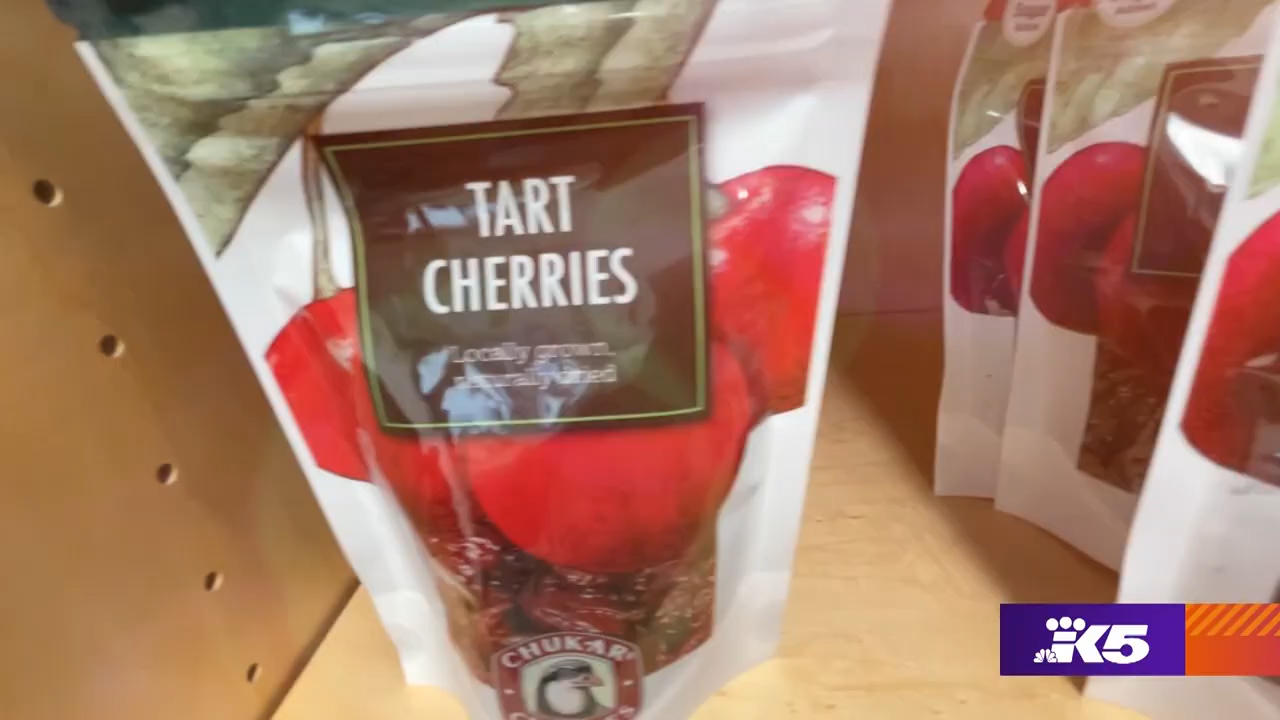 TART
CHERRIES
Locally grown,
naturally dried
CHUKAR
K5